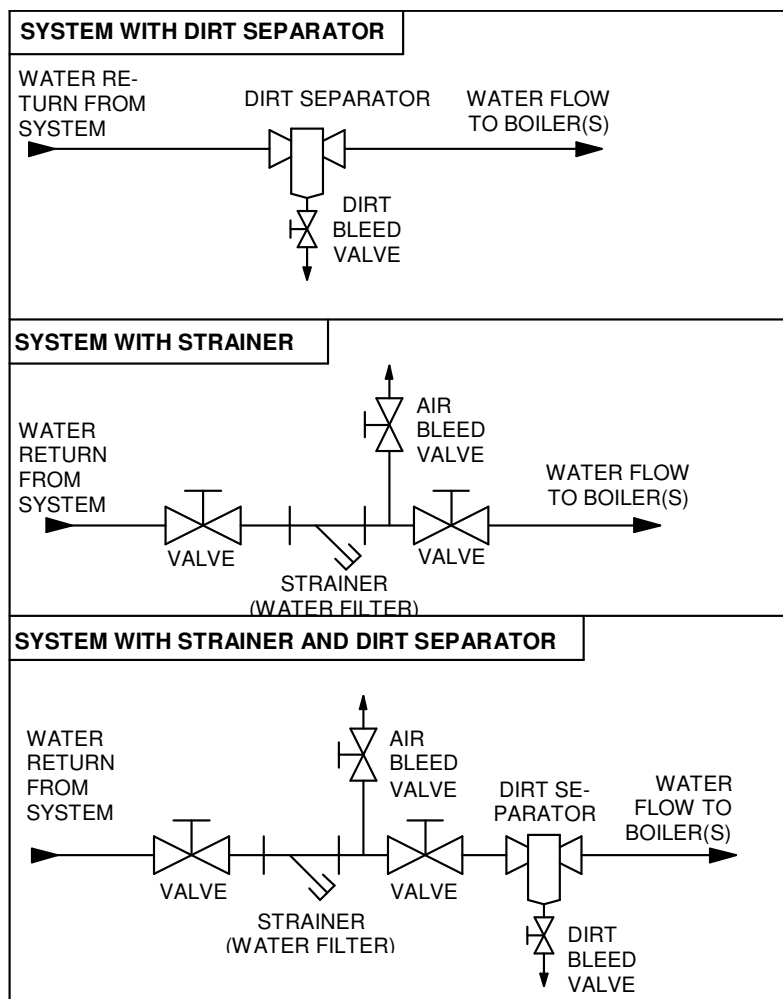 SYSTEM WITH DIRT SEPARATOR
WATER RE-
TURN FROM
SYSTEM
DIRT SEPARATOR
WATER FLOW
TO BOILER(S)
DIRT
BLEED
VALVE
SYSTEM WITH STRAINER
AIR
BLEED
VALVE
WATER
RETURN
FROM
SYSTEM
WATER FLOW
TO BOILER(S)
VALVE
VALVE
STRAINER
(WATER FILTER)
SYSTEM WITH STRAINER AND DIRT SEPARATOR
WATER
RETURN
FROM
SYSTEM
AIR
BLEED
VALVE
DIRT SE-
PARATOR
WATER
FLOW TO
BOILER(S)
VALVE
VALVE
STRAINER
(WATER FILTER)
DIRT
BLEED
VALVE